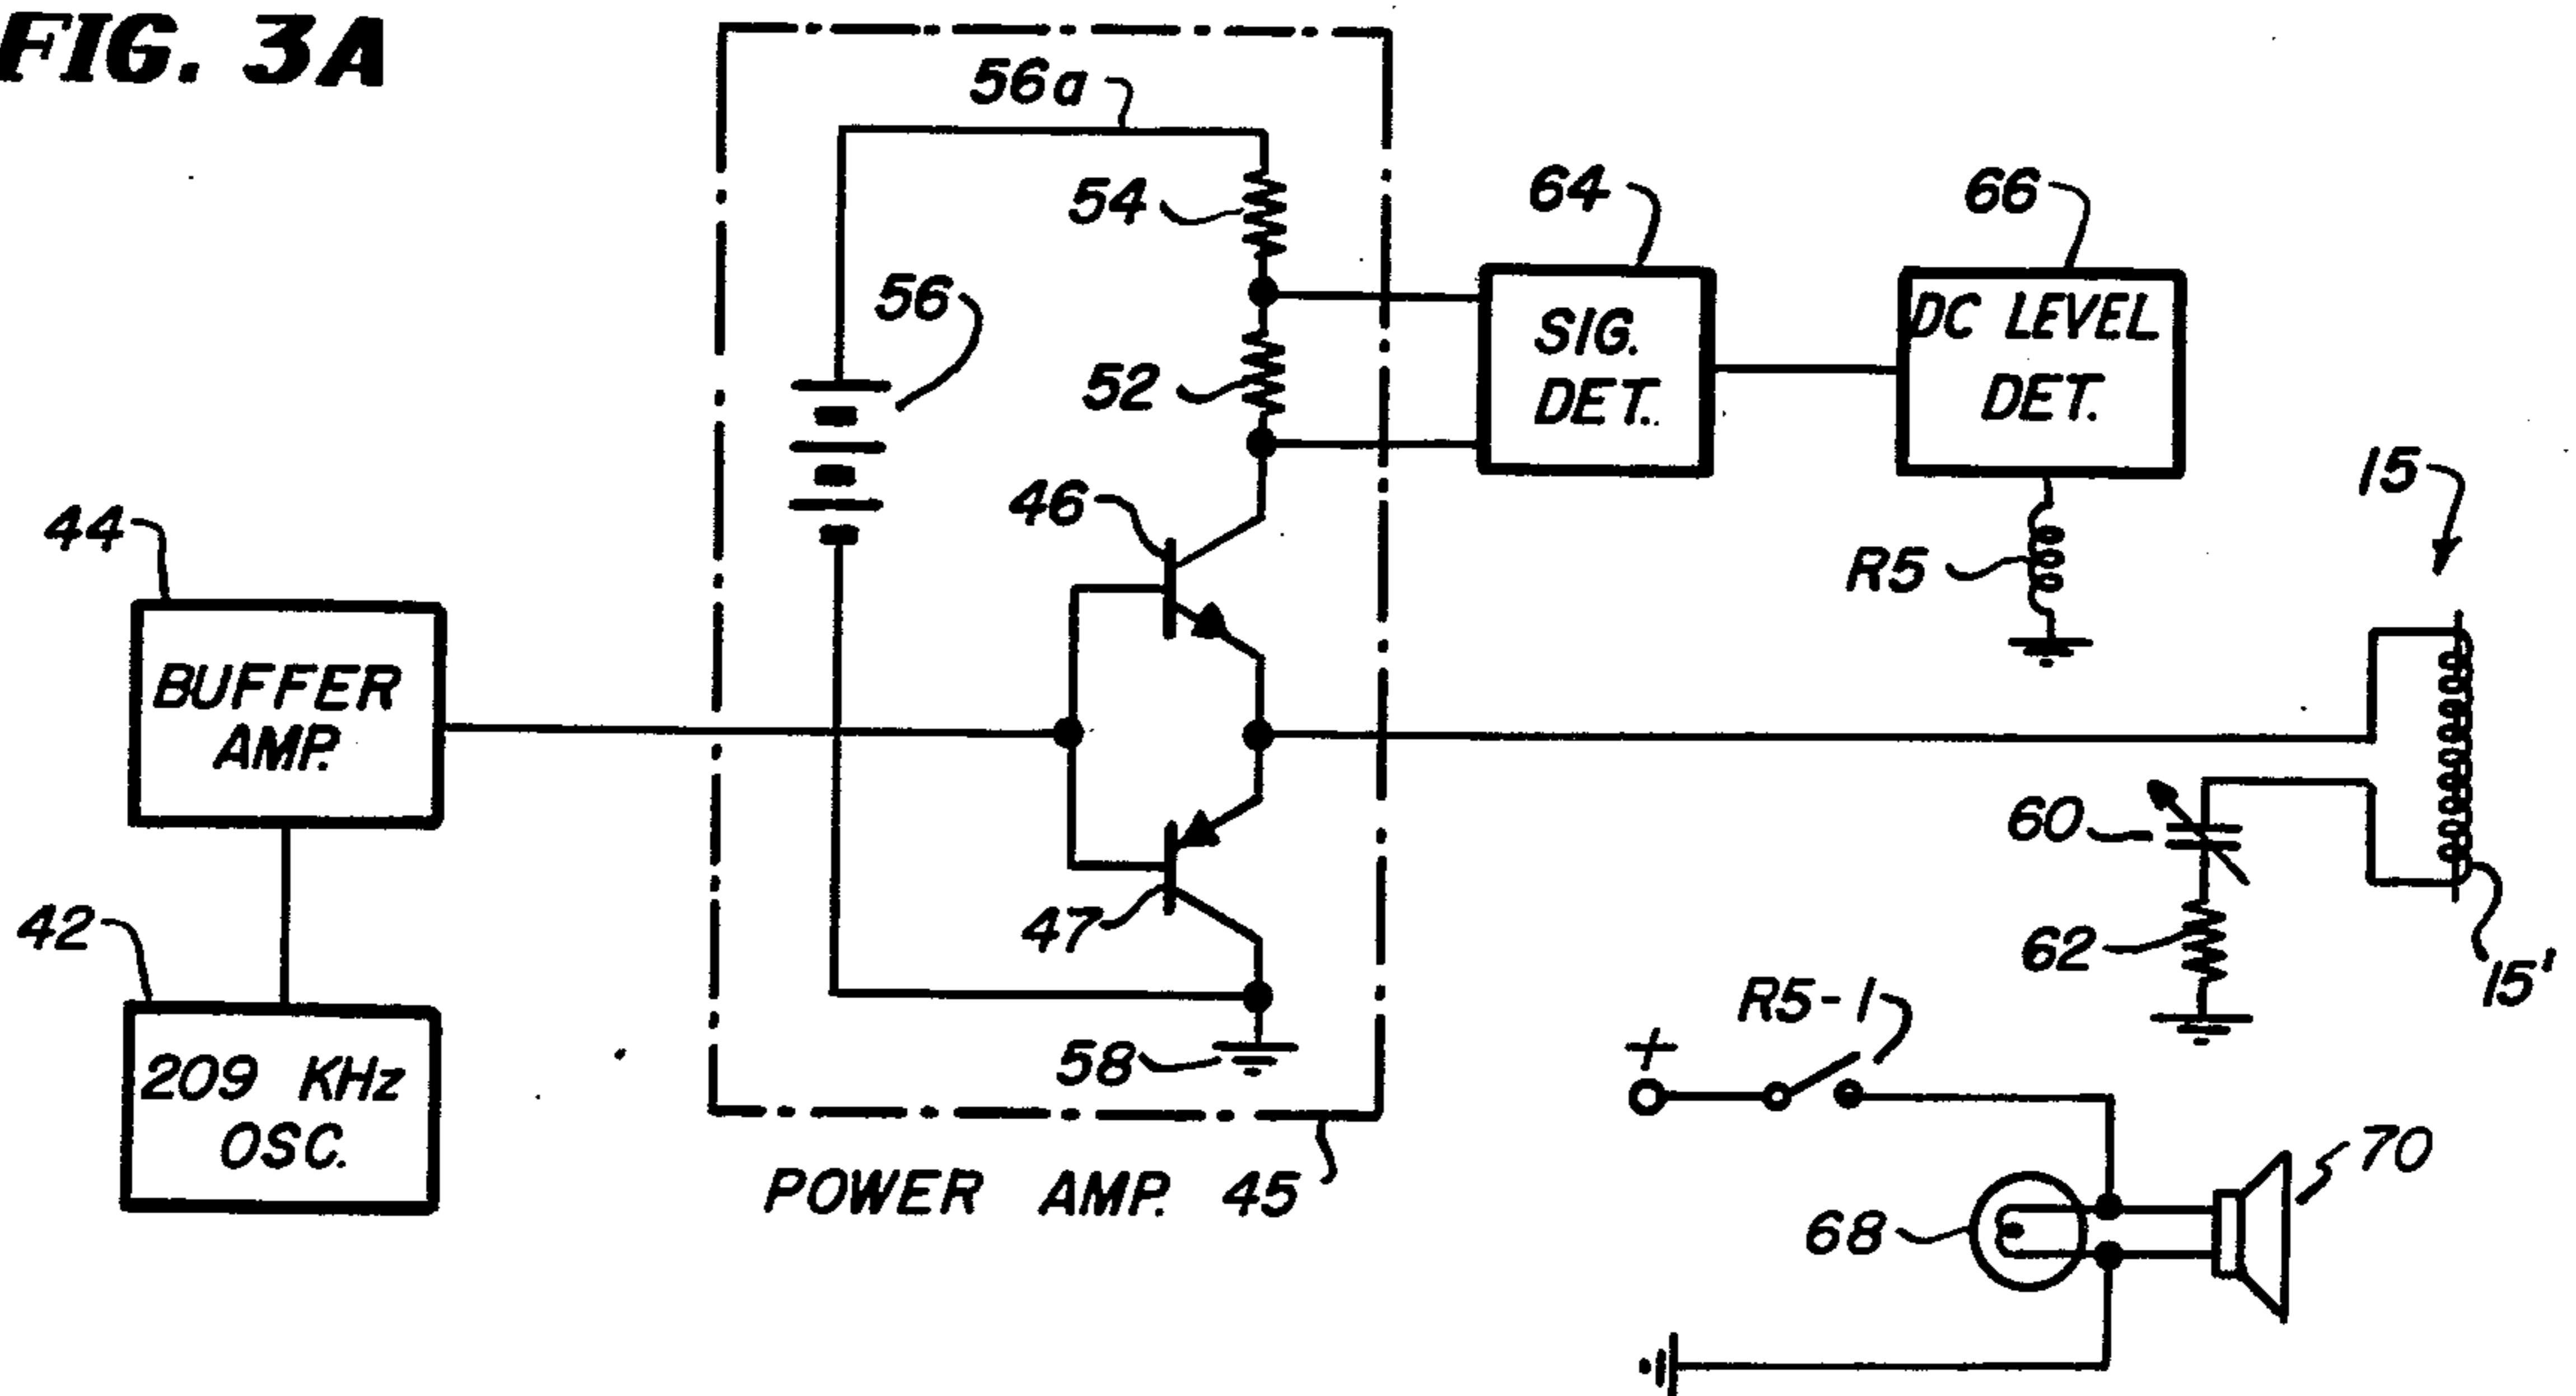 FIG. 3A
56a
54
64
66
56
SIG.
DET.
DC LEVEL
DET.
52
46
15
44
R5
BUFFER
AMP.
60
47
62
15'
42
R5-1
58
+
209 KHz
OSC.
POWER AMP. 45
70
68